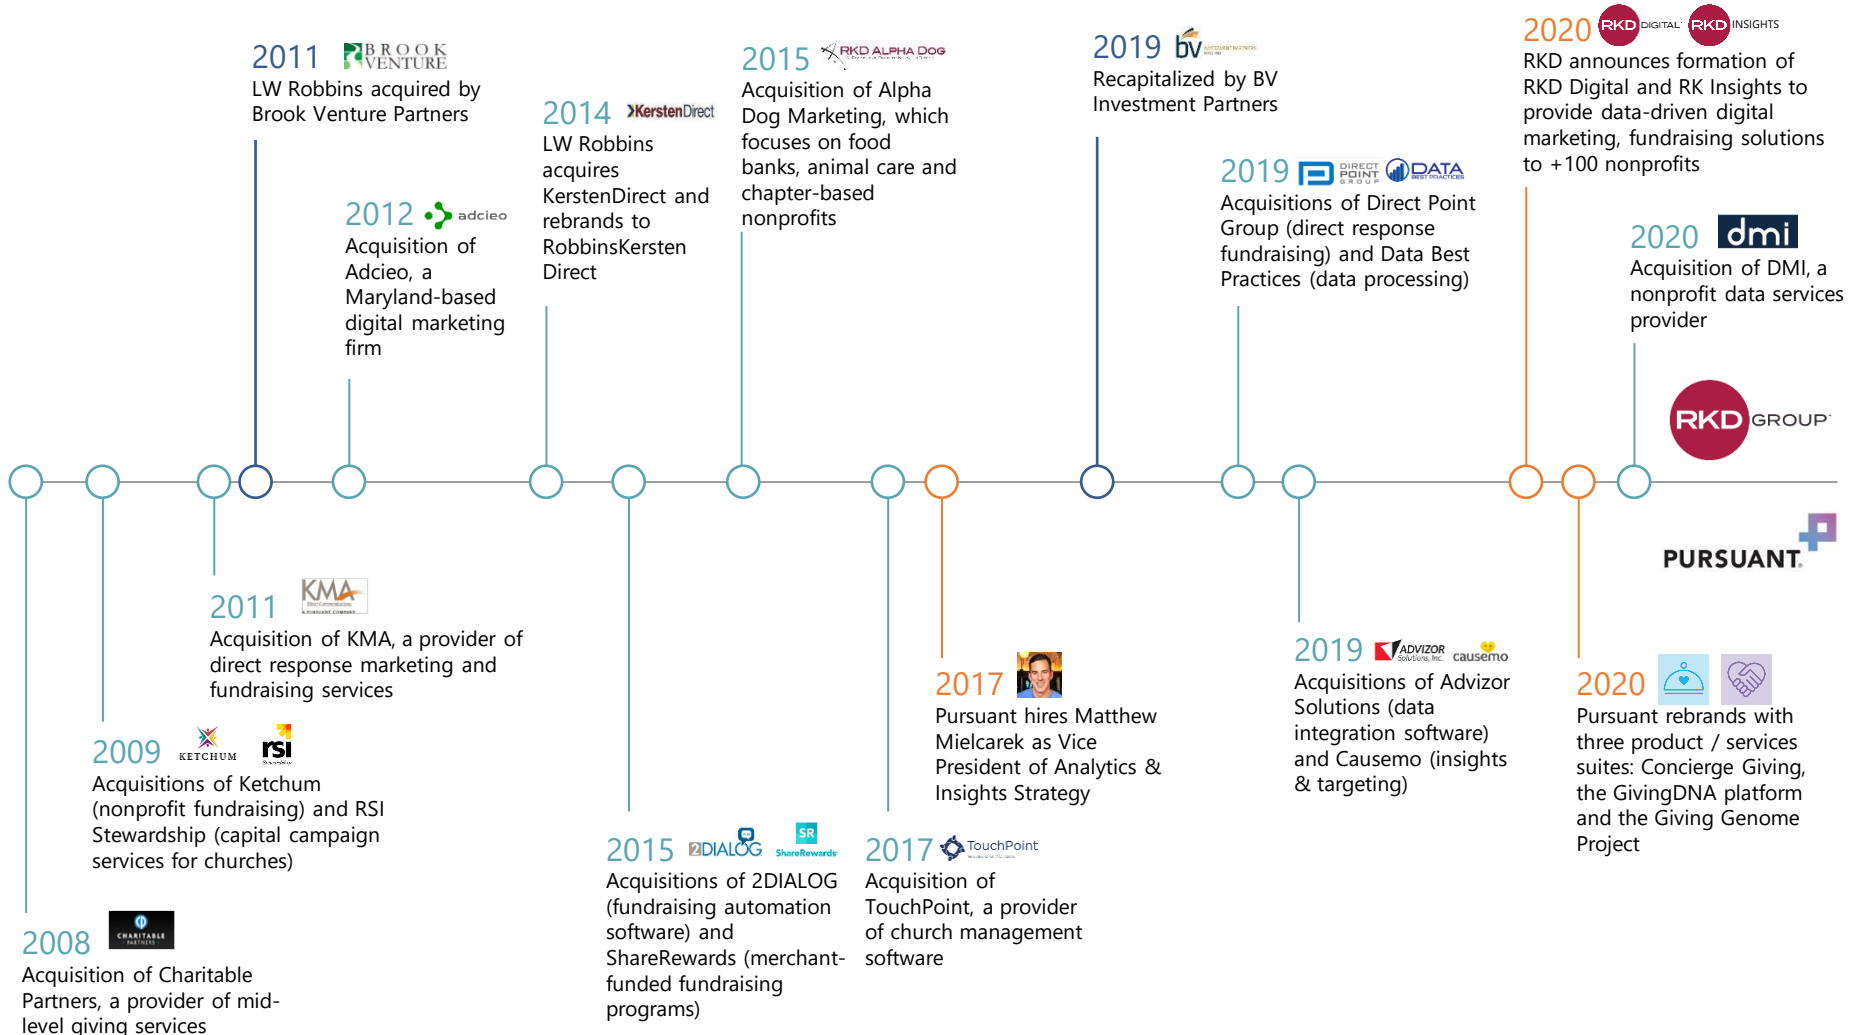 2011
BROOK
VENTURE
LW Robbins acquired by
Brook Venture Partners
2012
adcieo
Acquisition of
Adcieo, a
Maryland-based
digital marketing
firm
2014
KerstenDirect
LW Robbins
acquires
KerstenDirect and
rebrands to
RobbinsKersten
Direct
2015
RKD ALPHA DOG
Acquisition of Alpha
Dog Marketing, which
focuses on food
banks, animal care and
chapter-based
nonprofits
2019
bv
INVESTMENT PARTNERS
Recapitalized by BV
Investment Partners
2019
DIRECT
POINT
GROUP
DATA
BEST PRACTICES
Acquisitions of Direct Point
Group (direct response
fundraising) and Data Best
Practices (data processing)
2020
RKD DIGITAL
RKD INSIGHTS
RKD announces formation of
RKD Digital and RK Insights to
provide data-driven digital
marketing, fundraising solutions
to +100 nonprofits
2020
dmi
Acquisition of DMI, a
nonprofit data services
provider
RKD GROUP
PURSUANT
2008
CHARITABLE
PARTNERS
Acquisition of Charitable
Partners, a provider of mid-
level giving services
2009
KETCHUM
rsi
Stewardship
Acquisitions of Ketchum
(nonprofit fundraising) and RSI
Stewardship (capital campaign
services for churches)
2011
KMA
A PURSUANT COMPANY
Acquisition of KMA, a provider of
direct response marketing and
fundraising services
2015
2DIALOG
SR
ShareRewards
Acquisitions of 2DIALOG
(fundraising automation
software) and
ShareRewards (merchant-
funded fundraising
programs)
2017
TouchPoint
Acquisition of
TouchPoint, a provider
of church management
software
2017
Pursuant hires Matthew
Mielcarek as Vice
President of Analytics &
Insights Strategy
2019
ADVIZOR
Solutions, Inc.
causemo
Acquisitions of Advizor
Solutions (data
integration software)
and Causemo (insights
& targeting)
2020
Pursuant rebrands with
three product / services
suites: Concierge Giving,
the GivingDNA platform
and the Giving Genome
Project